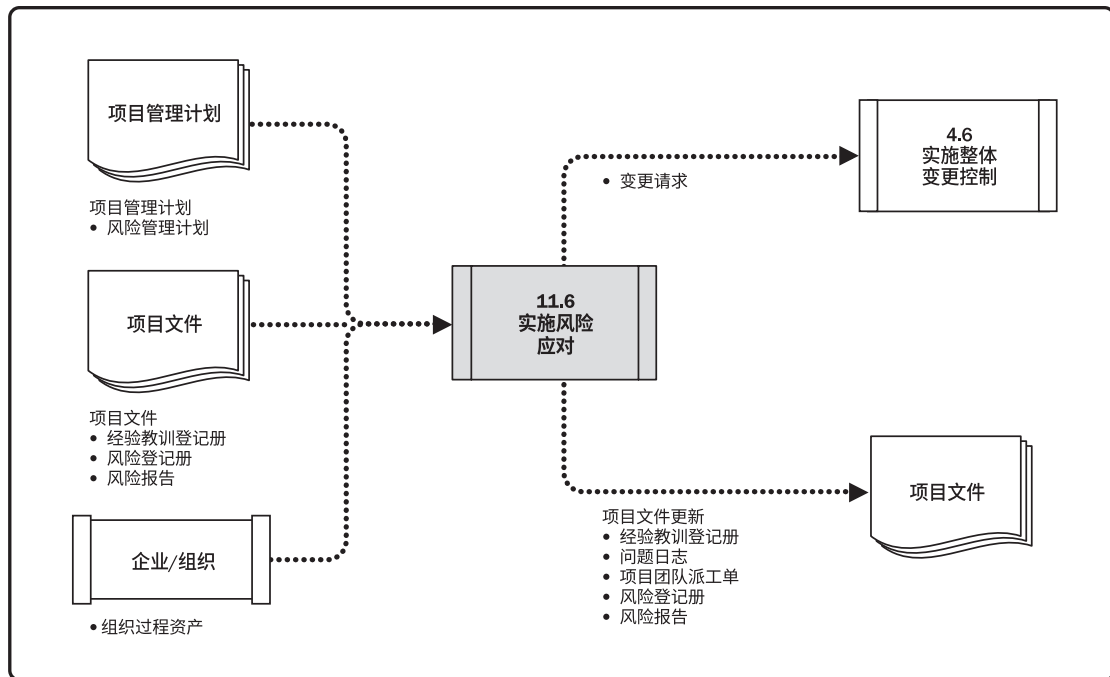 项目管理计划
项目管理计划
• 风险管理计划
项目文件
项目文件
• 经验教训登记册
• 风险登记册
• 风险报告
企业/组织
• 组织过程资产
11.6
实施风险
应对
• 变更请求
4.6
实施整体
变更控制
项目文件更新
• 经验教训登记册
• 问题日志
• 项目团队派工单
• 风险登记册
• 风险报告
项目文件